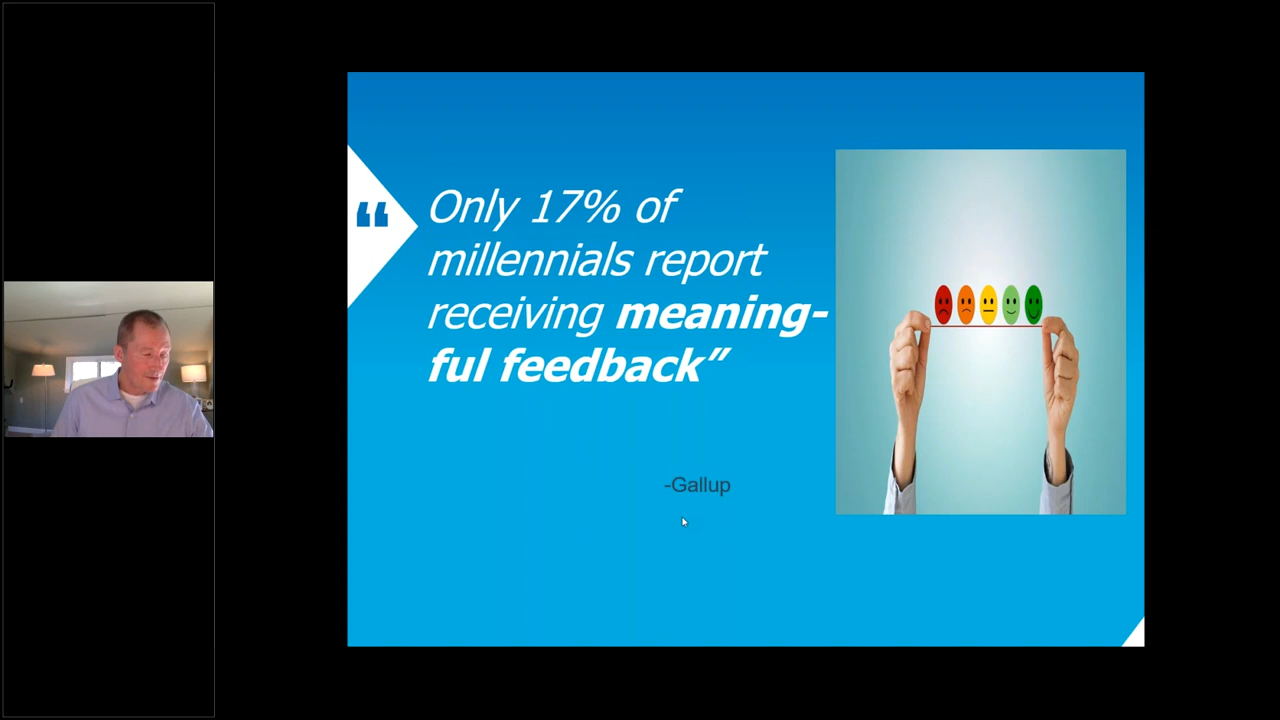 “
Only 17% of
millennials report
receiving meaning-
ful feedback”
-Gallup